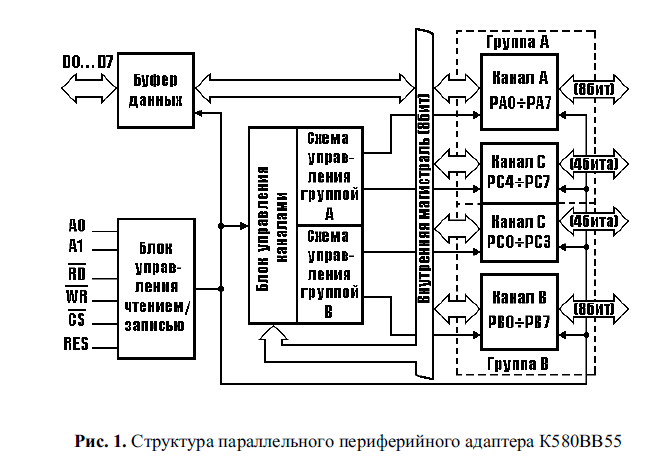 D0...D7
Буфер
данных
A0
A1
RD
WR
CS
RES
Блок
управ-
ления
чтением/
записью
Блок управления
каналами
Схема
управ-
ления
группой
А
Схема
управ-
ления
группой
В
Внутренняя магистраль (8бит)
Группа А
Канал А
PA0÷PA7
(8бит)
Канал С
PC4÷PC7
(4бита)
Канал С
PC0÷PC3
(4бита)
Канал В
PB0÷PB7
(8бит)
Группа В
Рис. 1. Структура параллельного периферийного адаптера К580ВВ55